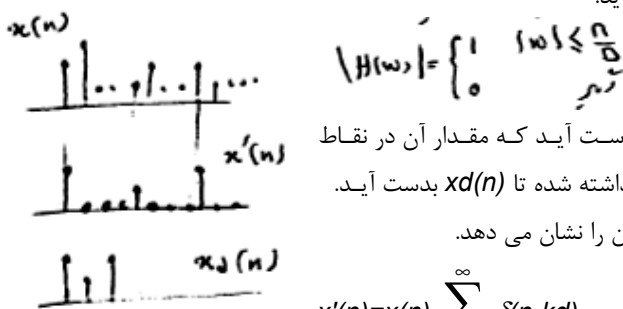 ید.
x(n)
|H(ω)|= { 1 |ω| ≤ π/D
0
x'(n)
ست آید که مقدار آن در نقاط
داشته شده تا xd(n) بدست آید.
ن را نشان می دهد.
xd(n)
∞
x'(n)=x(n) ∑ δ(n-kd)